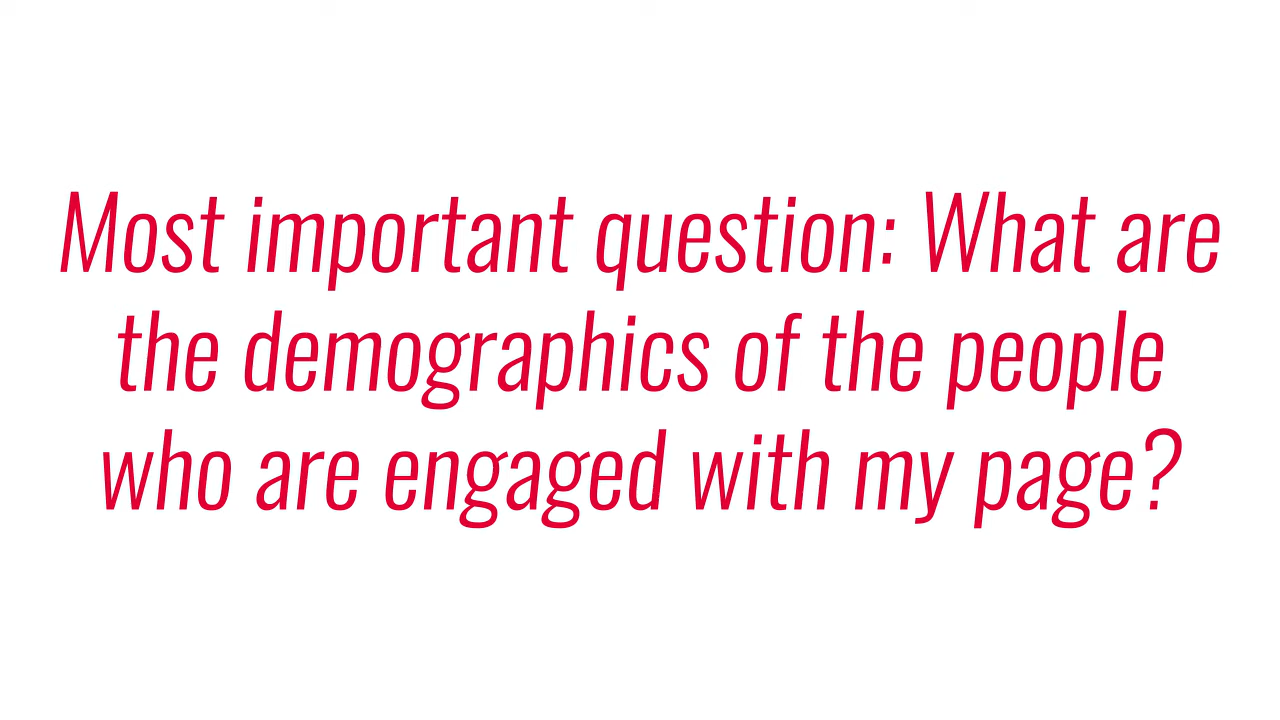 Most important question: What are
the demographics of the people
who are engaged with my page?